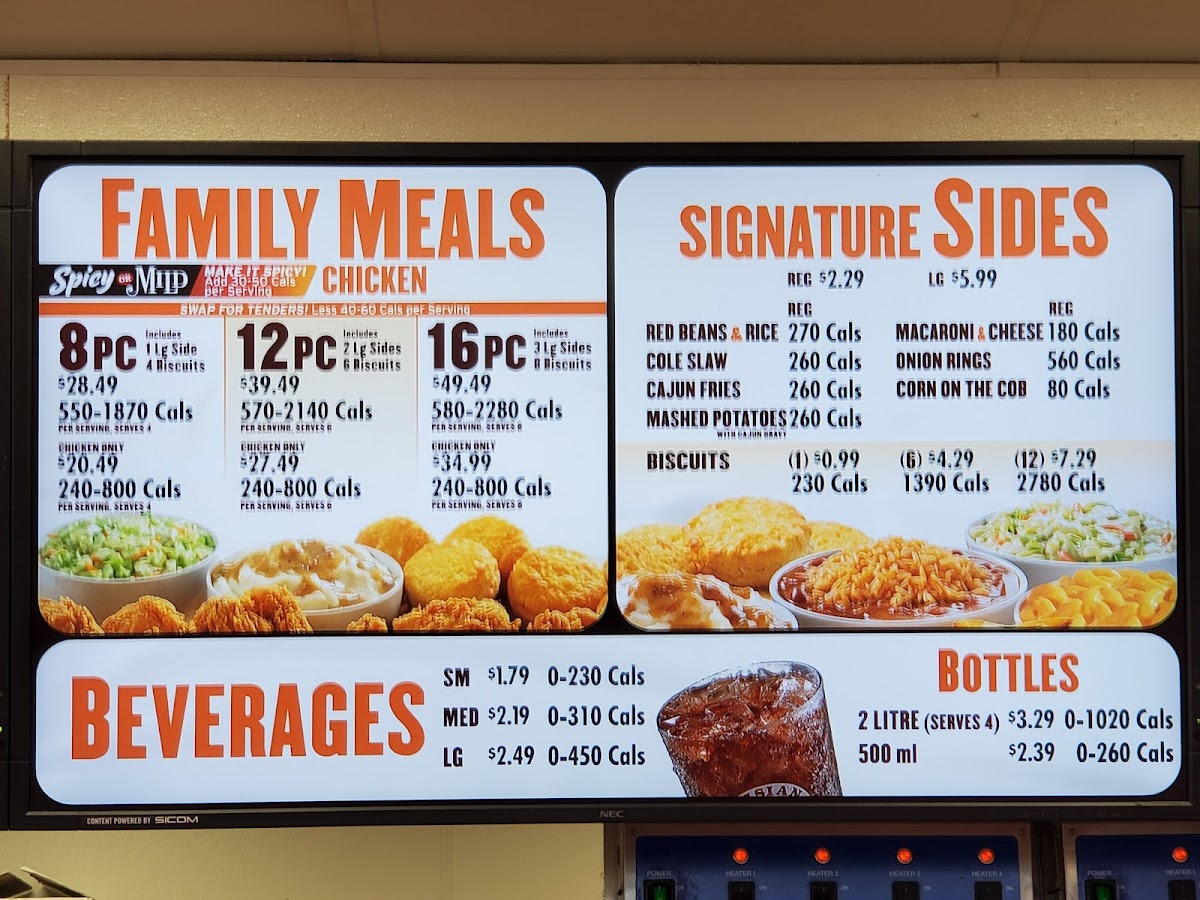 FAMILY MEALS
Spicy OR MILD
MAKE IT SPICY!
Add 30-50 Cals
per Serving
CHICKEN
SWAP FOR TENDERS! Less 40-60 Cals per Serving
8PC
Includes
1 Lg Side
4 Biscuits
$28.49
550-1870 Cals
PER SERVING, SERVES 4
CHICKEN ONLY
$20.49
240-800 Cals
PER SERVING, SERVES 4
12PC
Includes
2 Lg Sides
6 Biscuits
$39.49
570-2140 Cals
PER SERVING, SERVES 6
CHICKEN ONLY
$27.49
240-800 Cals
PER SERVING, SERVES 6
16PC
Includes
3 Lg Sides
8 Biscuits
$49.49
580-2280 Cals
PER SERVING, SERVES 8
CHICKEN ONLY
$34.99
240-800 Cals
PER SERVING, SERVES 8
SIGNATURE SIDES
REG $2.29 LG $5.99
REG
RED BEANS & RICE 270 Cals
COLE SLAW 260 Cals
CAJUN FRIES 260 Cals
MASHED POTATOES 260 Cals
WITH CAJUN GRAVY
REG
MACARONI & CHEESE 180 Cals
ONION RINGS 560 Cals
CORN ON THE COB 80 Cals
BISCUITS (1) $0.99 (6) $4.29 (12) $7.29
230 Cals 1390 Cals 2780 Cals
BEVERAGES
SM $1.79 0-230 Cals
MED $2.19 0-310 Cals
LG $2.49 0-450 Cals
BOTTLES
2 LITRE (SERVES 4) $3.29 0-1020 Cals
500 ml $2.39 0-260 Cals
CONTENT POWERED BY SICOM
NEC
POWER HEATER 1 HEATER 2 HEATER 3 HEATER 4
ON ON ON ON ON
POWER HEATER 1
ON